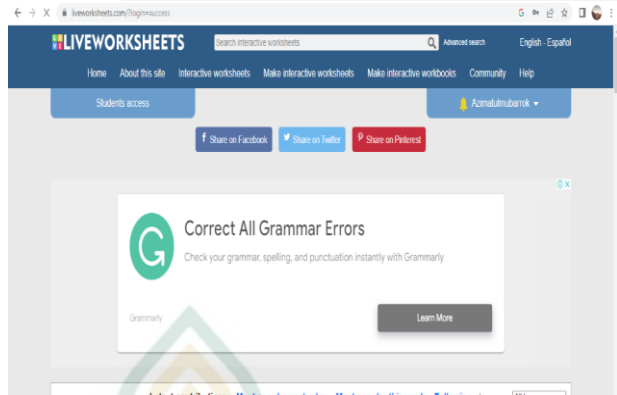 liveworksheets.com/?login=success
LIVEWORKSHEETS
Search interactive worksheets
Advanced search
English - Español
Home About this site Interactive worksheets Make interactive worksheets Make interactive workbooks Community Help
Students access
Azimatulmubarrok
Share on Facebook
Share on Twitter
Share on Pinterest
Correct All Grammar Errors
Check your grammar, spelling, and punctuation instantly with Grammarly
Grammarly
Learn More